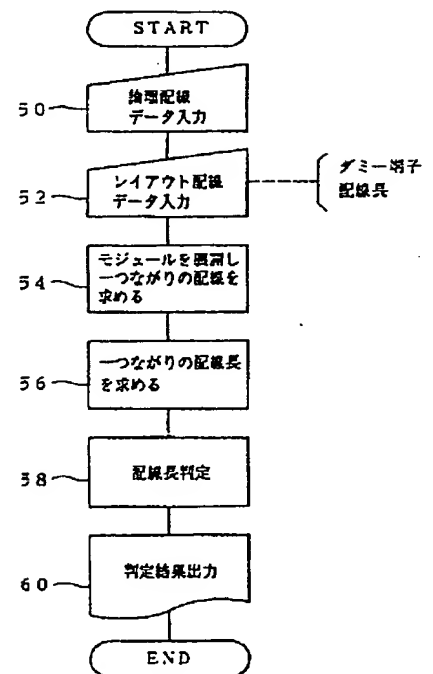 START
50
論理配線
データ入力
52
レイアウト配線
データ入力
ダミー端子
配線長
54
モジュールを展開し
一つながりの配線を
求める
56
一つながりの配線長
を求める
58
配線長判定
60
判定結果出力
END